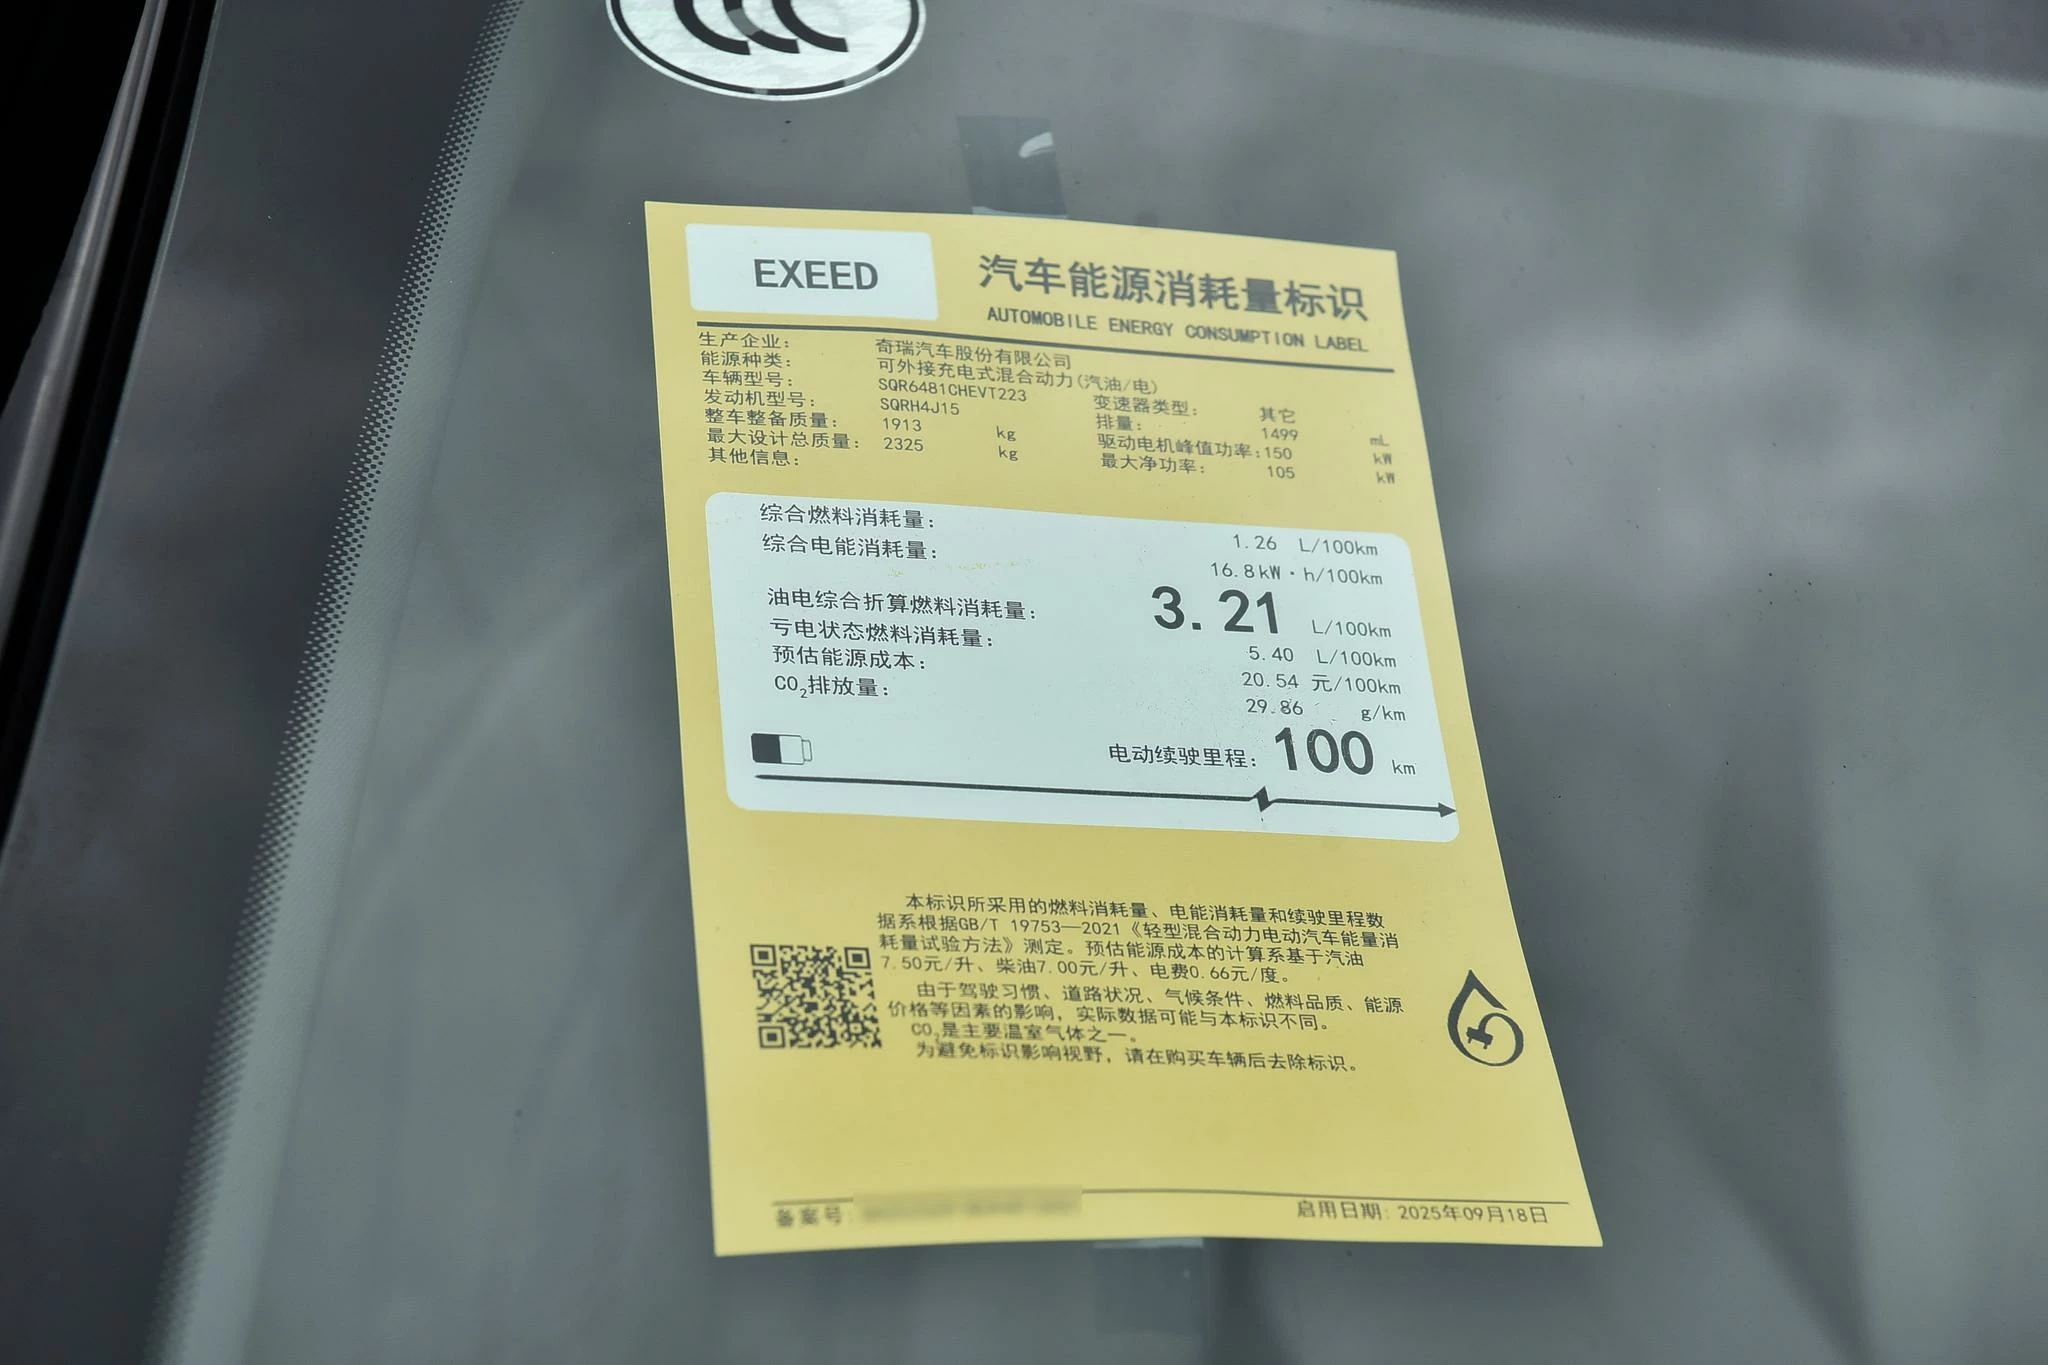 EXEED
汽车能源消耗量标识
AUTOMOBILE ENERGY CONSUMPTION LABEL
生产企业: 奇瑞汽车股份有限公司
能源种类: 可外接充电式混合动力(汽油/电)
车辆型号: SQR6481CHEVT223 变速器类型: 其它
发动机型号: SQRH4J15 排量: 1499 mL
整车整备质量: 1913 kg 驱动电机峰值功率:150 kW
最大设计总质量: 2325 kg 最大净功率: 105 kW
其他信息:
综合燃料消耗量: 1.26 L/100km
综合电能消耗量: 16.8kW·h/100km
油电综合折算燃料消耗量: 3.21 L/100km
亏电状态燃料消耗量: 5.40 L/100km
预估能源成本: 20.54 元/100km
CO₂排放量: 29.86 g/km
电动续驶里程: 100 km
本标识所采用的燃料消耗量、电能消耗量和续驶里程数
据系根据GB/T 19753—2021《轻型混合动力电动汽车能量消
耗量试验方法》测定。预估能源成本的计算系基于汽油
7.50元/升、柴油7.00元/升、电费0.66元/度。
由于驾驶习惯、道路状况、气候条件、燃料品质、能源
价格等因素的影响,实际数据可能与本标识不同。
CO₂是主要温室气体之一。
为避免标识影响视野,请在购买车辆后去除标识。
备案号:
启用日期: 2025年09月18日